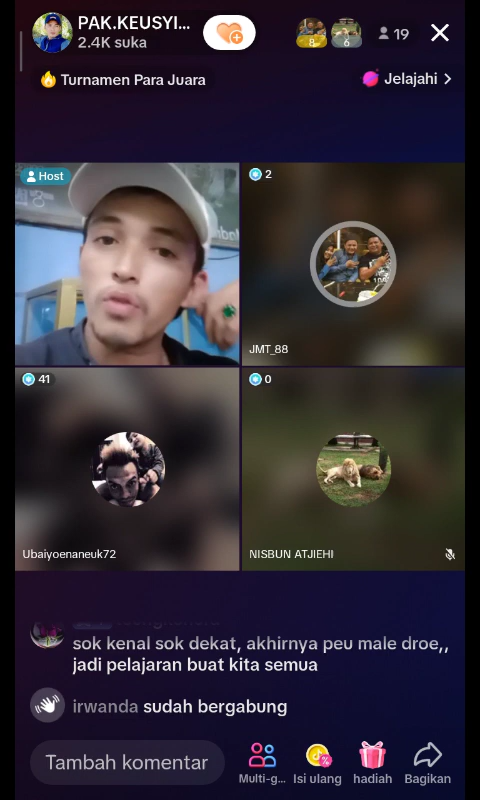 PAK.KEUSYI...
2.4K suka
8
6
19
Turnamen Para Juara
Jelajahi
Host
2
JMT_88
41
0
Ubaiyoenaneuk72
NISBUN ATJIEHI
sok kenal sok dekat, akhirnya peu male droe,,
jadi pelajaran buat kita semua
irwanda sudah bergabung
Tambah komentar
Multi-g...
Isi ulang
hadiah
Bagikan